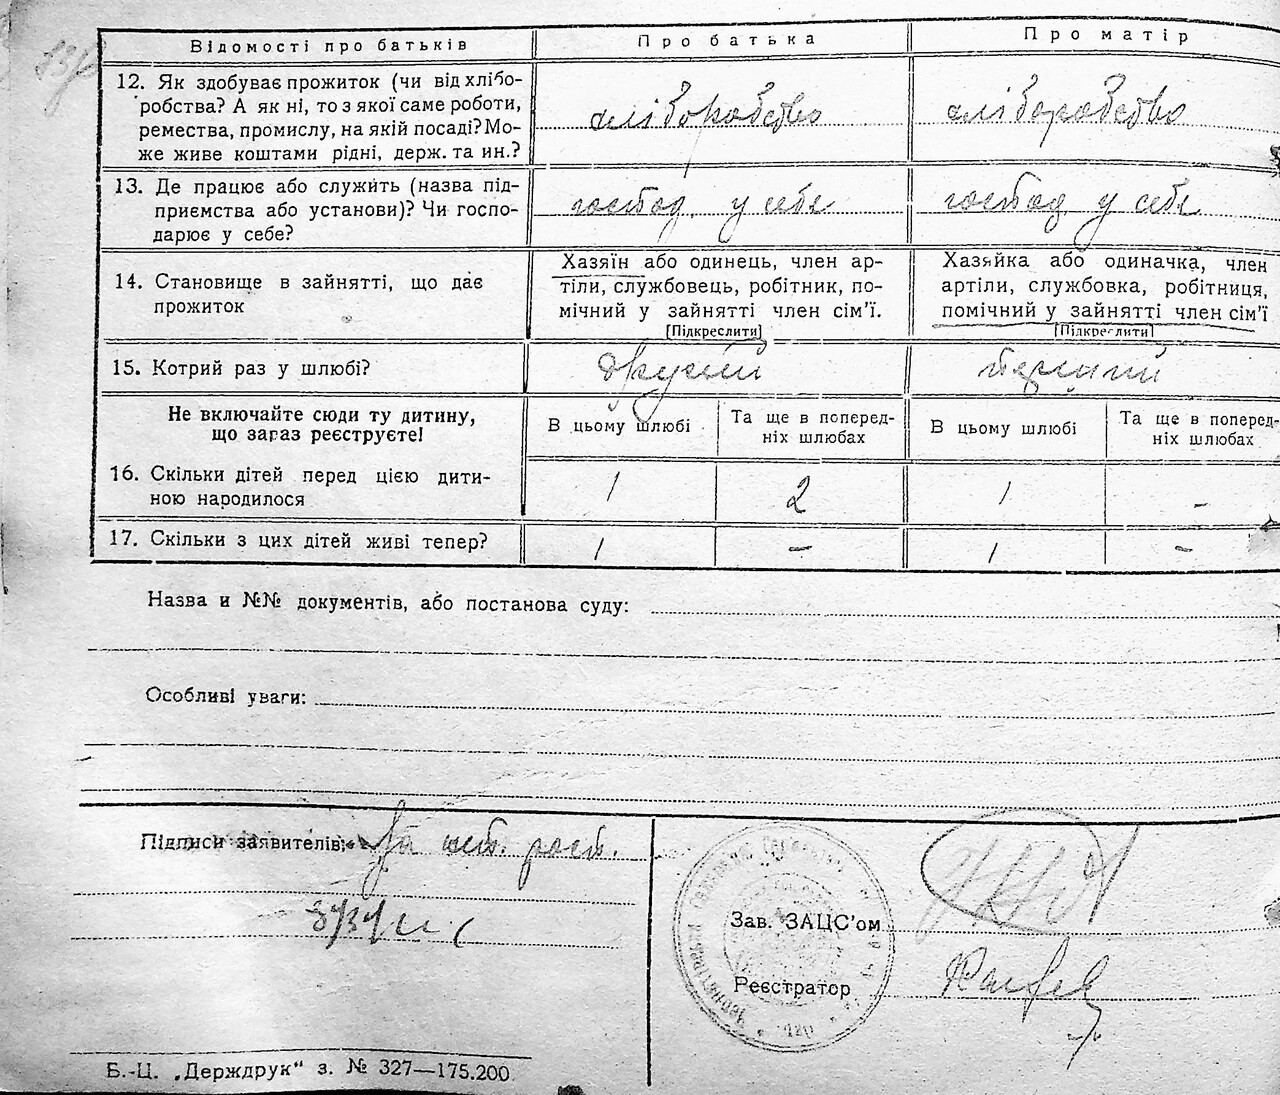 Відомості про батьків
Про батька
Про матір
12. Як здобуває прожиток (чи від хлібо-
робства? А як ні, то з якої саме роботи,
ремества, промислу, на якій посаді? Мо-
же живе коштами рідні, держ. та ин.?
хліборобство
хліборобство
13. Де працює або служить (назва під-
приємства або установи)? Чи госпо-
дарює у себе?
господ. у себе
господ у себе
14. Становище в зайнятті, що дає
прожиток
Хазяїн або одинець, член ар-
тіли, службовець, робітник, по-
мічний у зайнятті член сім'ї.
[Підкреслити]
Хазяйка або одиначка, член
артіли, службовка, робітниця,
помічний у зайнятті член сім'ї
[Підкреслити]
15. Котрий раз у шлюбі?
другий
перший
Не включайте сюди ту дитину,
що зараз реєструєте!
В цьому шлюбі
Та ще в поперед-
ніх шлюбах
В цьому шлюбі
Та ще в поперед-
ніх шлюбах
16. Скільки дітей перед цією дити-
ною народилося
1
2
1
-
17. Скільки з цих дітей живі тепер?
1
-
1
-
Назва и №№ документів, або постанова суду:
Особливі уваги:
Підписи заявителів:
Зав. ЗАЦС'ом
Реєстратор
Б.-Ц. „Держдрук" з. № 327—175.200